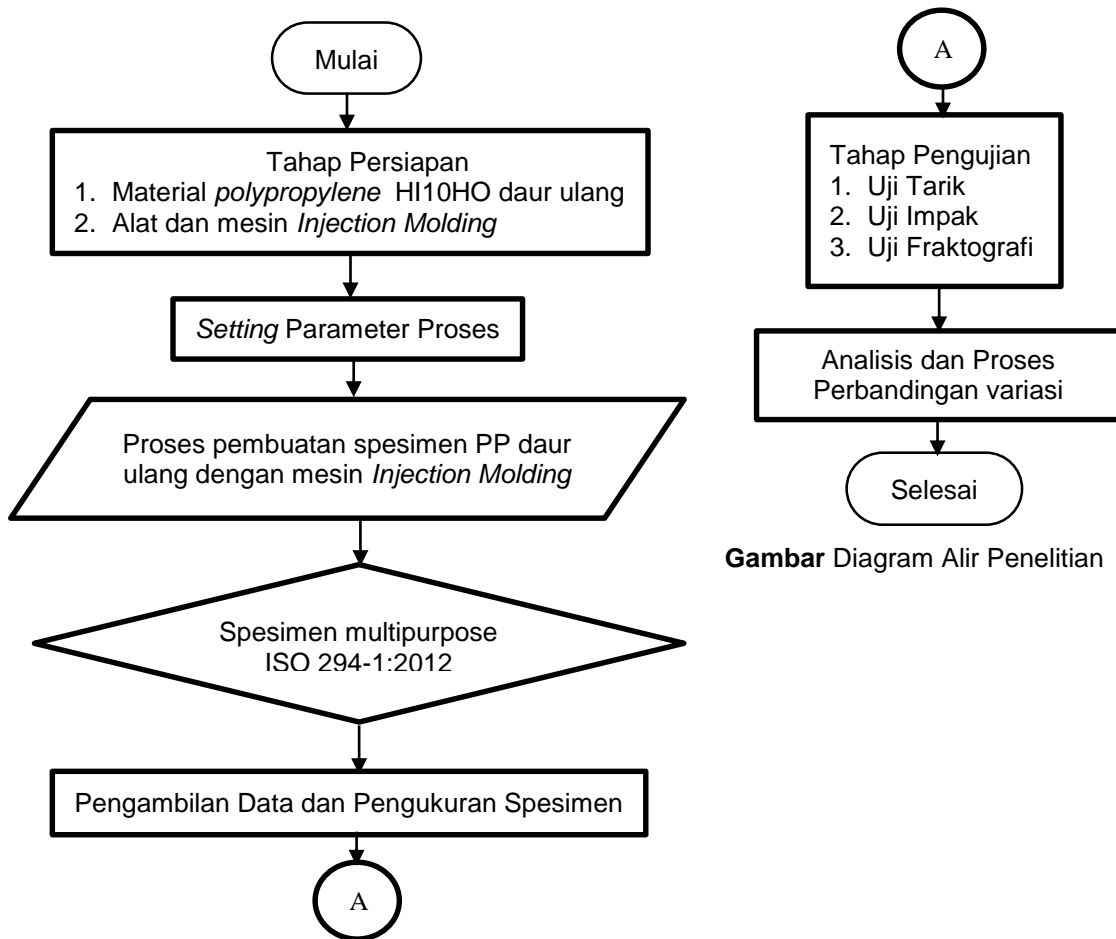 Mulai
Tahap Persiapan
1. Material polypropylene HI10HO daur ulang
2. Alat dan mesin Injection Molding
Setting Parameter Proses
Proses pembuatan spesimen PP daur
ulang dengan mesin Injection Molding
Spesimen multipurpose
ISO 294-1:2012
Pengambilan Data dan Pengukuran Spesimen
A
A
Tahap Pengujian
1. Uji Tarik
2. Uji Impak
3. Uji Fraktografi
Analisis dan Proses
Perbandingan variasi
Selesai
Gambar Diagram Alir Penelitian